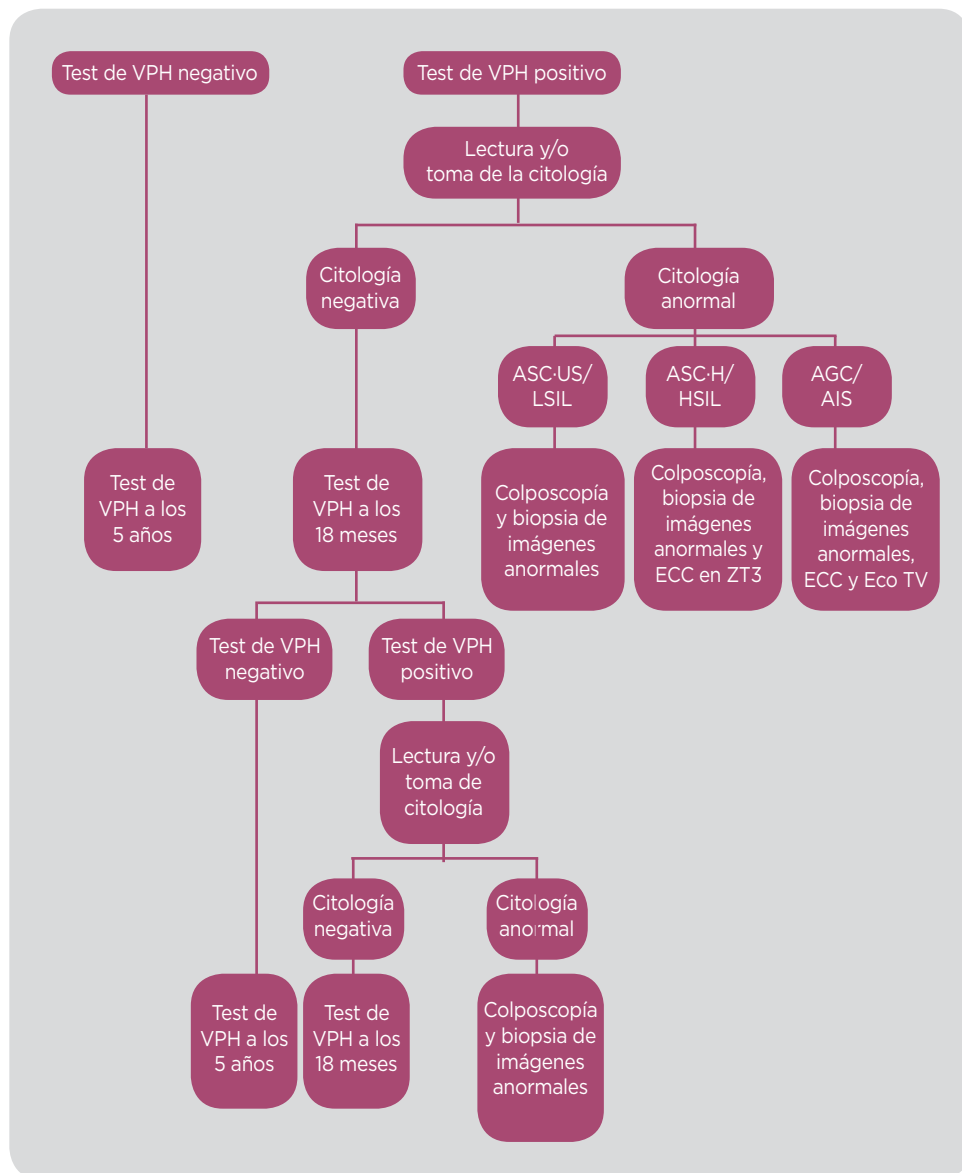 Test de VPH negativo
Test de VPH positivo
Lectura y/o
toma de la citología
Citología
negativa
Citología
anormal
ASC·US/
LSIL
ASC·H/
HSIL
AGC/
AIS
Test de
VPH a los
5 años
Test de
VPH a los
18 meses
Colposcopía
y biopsia de
imágenes
anormales
Colposcopía,
biopsia de
imágenes
anormales y
ECC en ZT3
Colposcopía,
biopsia de
imágenes
anormales,
ECC y Eco TV
Test de VPH
negativo
Test de VPH
positivo
Lectura y/o
toma de
citología
Citología
negativa
Citología
anormal
Test de
VPH a los
5 años
Test de
VPH a los
18 meses
Colposcopía
y biopsia de
imágenes
anormales